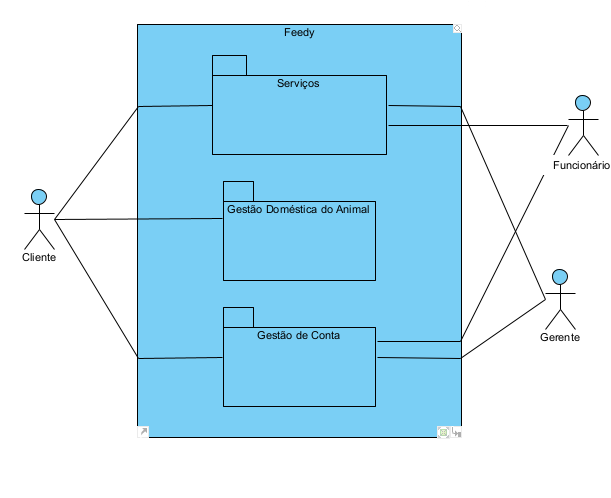 Feedy
Serviços
Funcionário
Gestão Doméstica do Animal
Cliente
Gestão de Conta
Gerente